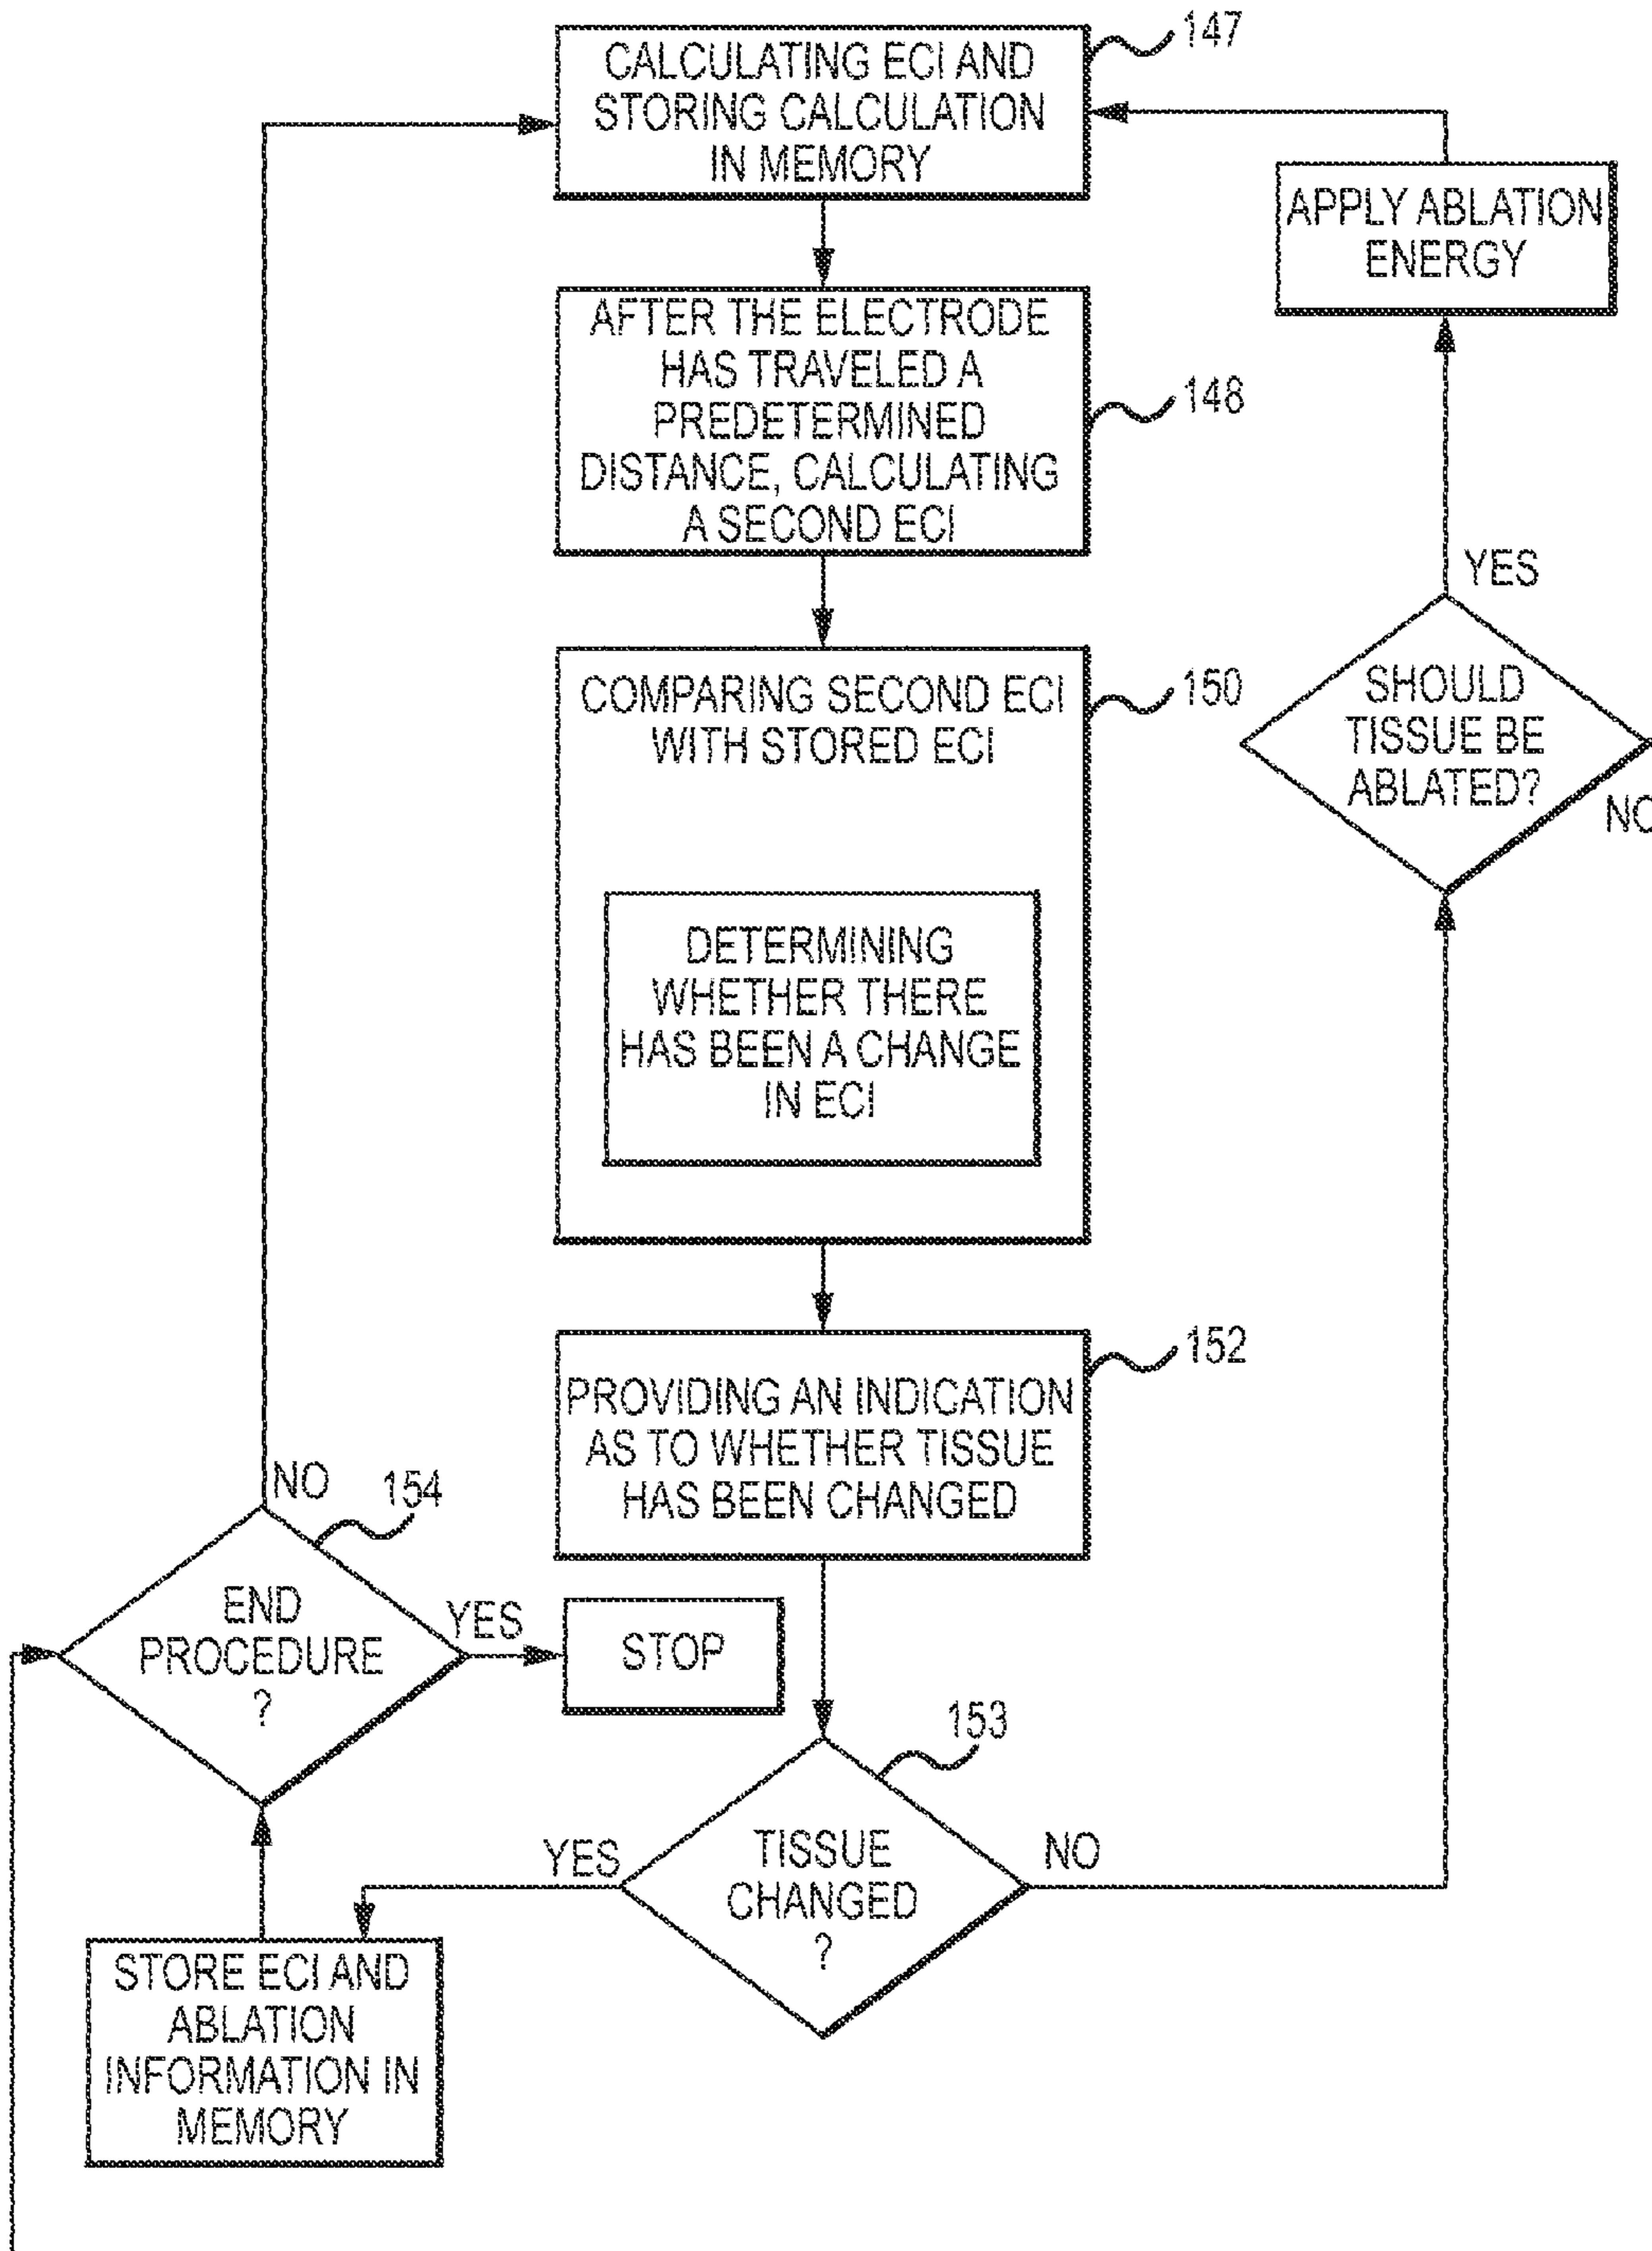 CALCULATING ECI AND
STORING CALCULATION
IN MEMORY
147
APPLY ABLATION
ENERGY
AFTER THE ELECTRODE
HAS TRAVELED A
PREDETERMINED
DISTANCE, CALCULATING
A SECOND ECI
148
YES
SHOULD
TISSUE BE
ABLATED?
NO
COMPARING SECOND ECI
WITH STORED ECI
150
DETERMINING
WHETHER THERE
HAS BEEN A CHANGE
IN ECI
PROVIDING AN INDICATION
AS TO WHETHER TISSUE
HAS BEEN CHANGED
152
NO
154
END
PROCEDURE
?
YES
STOP
153
TISSUE
CHANGED
?
YES
NO
STORE ECI AND
ABLATION
INFORMATION IN
MEMORY